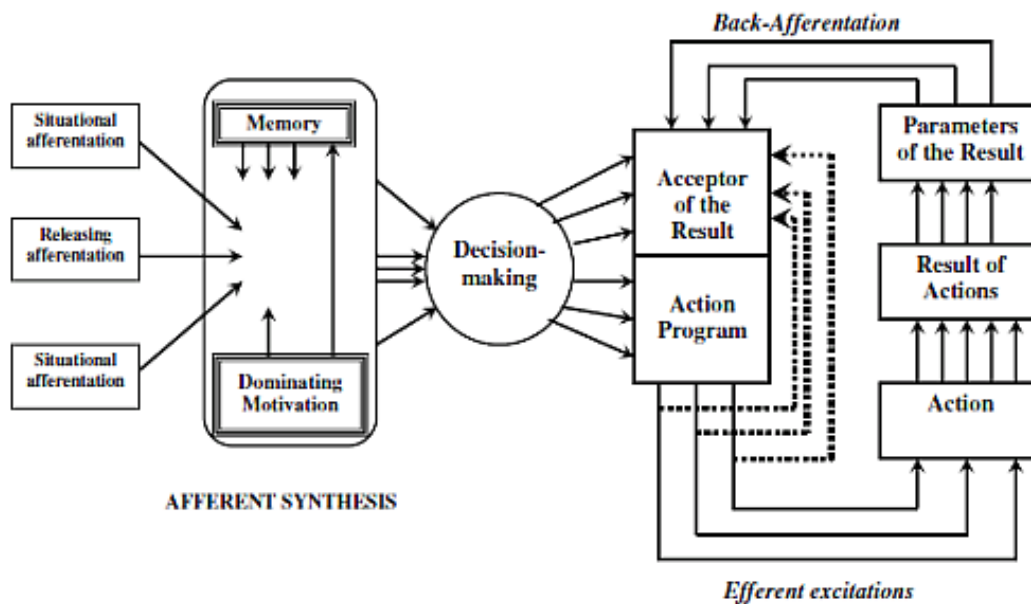 Back-Afferentation
Situational
afferentation
Releasing
afferentation
Situational
afferentation
Memory
Dominating
Motivation
AFFERENT SYNTHESIS
Decision-
making
Acceptor
of the
Result
Action
Program
Parameters
of the Result
Result of
Actions
Action
Efferent excitations